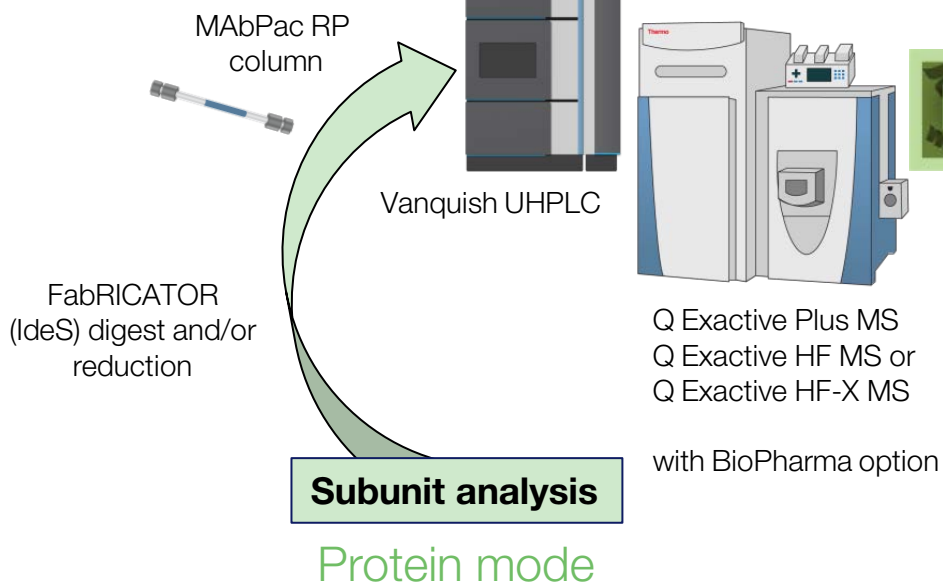 MAbPac RP
column
Thermo
Vanquish UHPLC
FabRICATOR
(IdeS) digest and/or
reduction
Q Exactive Plus MS
Q Exactive HF MS or
Q Exactive HF-X MS
with BioPharma option
Subunit analysis
Protein mode